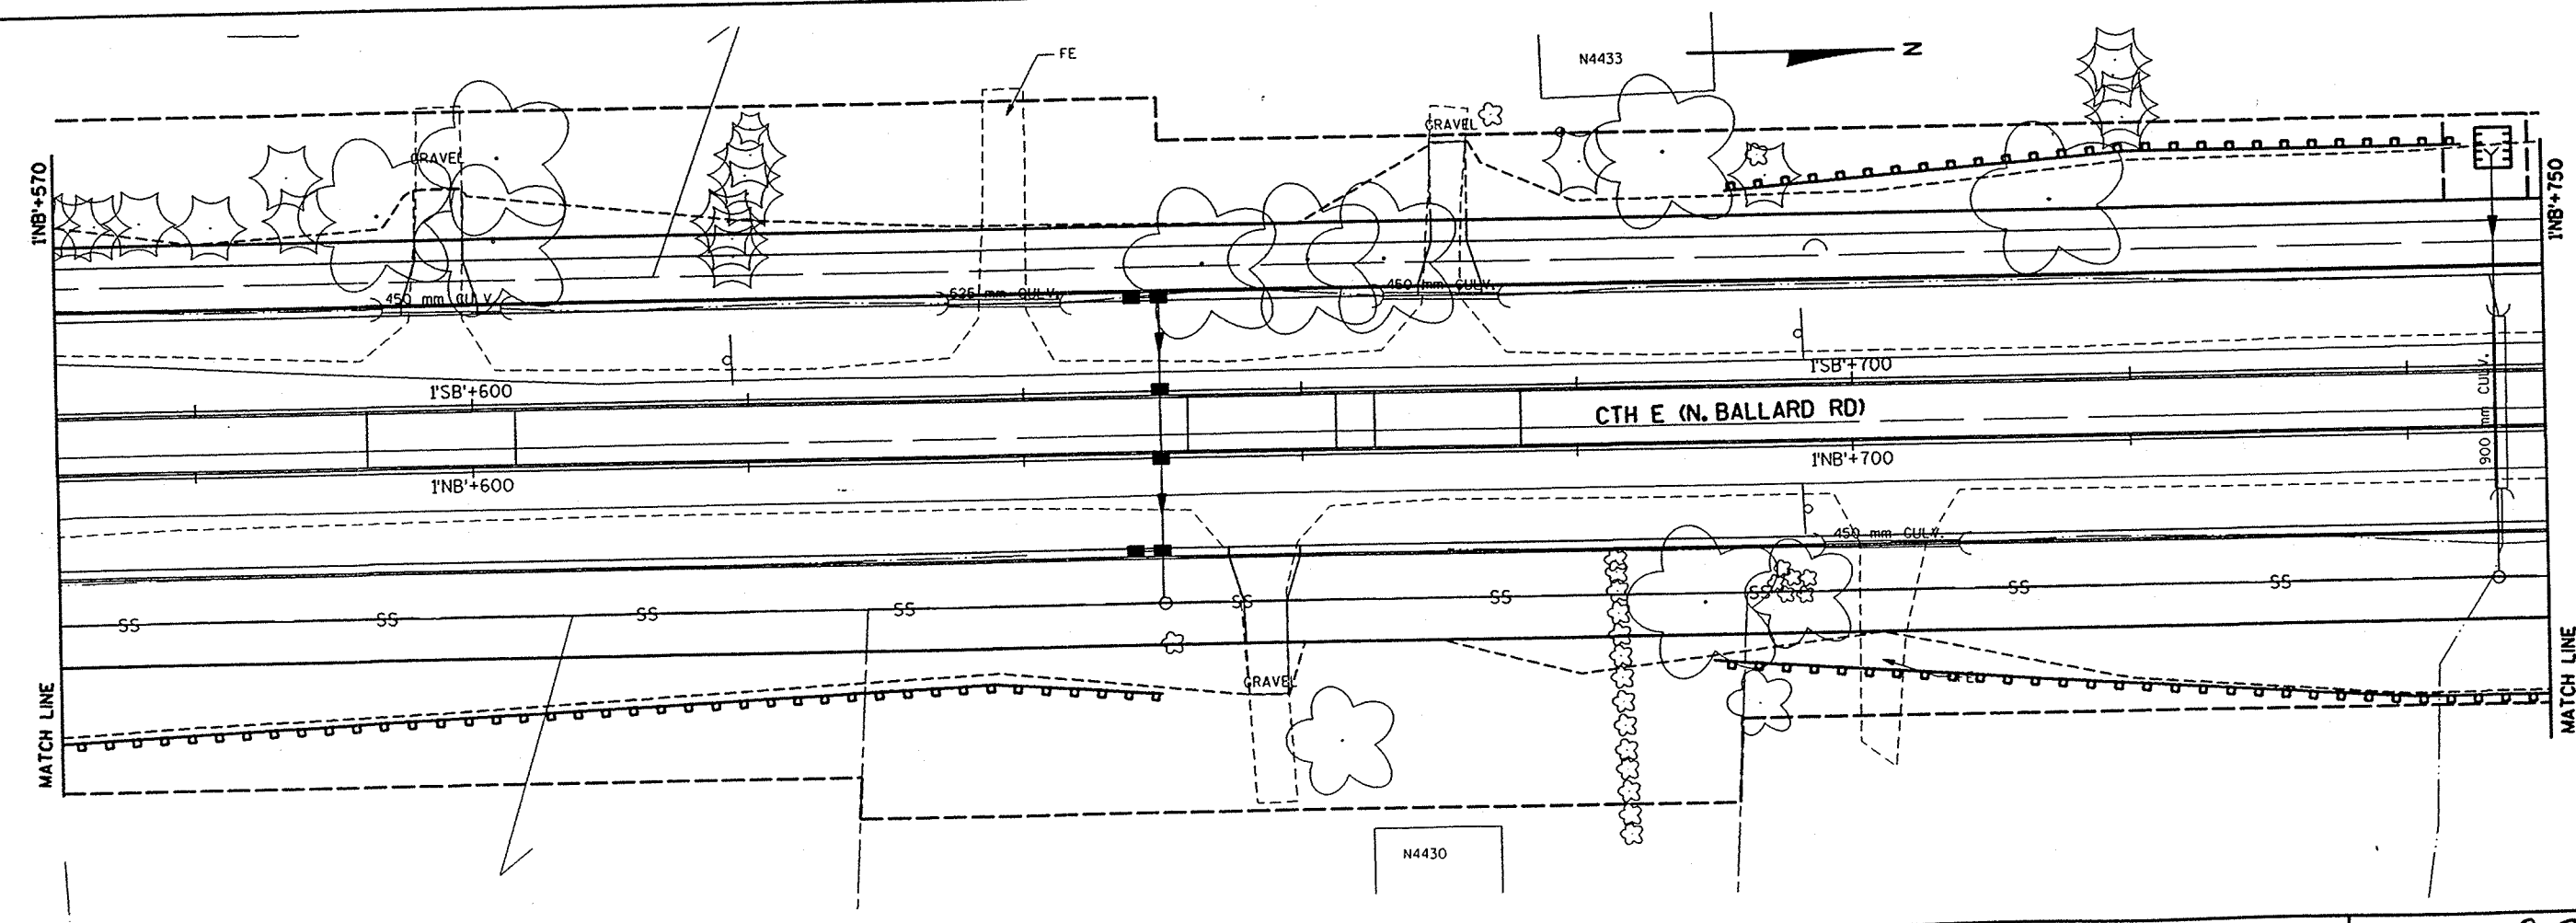 FE
N4433
N
GRAVEL
GRAVEL
1'NB'+570
1'NB'+750
450 mm CULV.
525 mm CULV.
450 mm CULV.
1'SB'+600
1'SB'+700
CTH E (N. BALLARD RD)
900 mm CULV.
1'NB'+600
1'NB'+700
450 mm CULV.
SS
SS
SS
SS
SS
SS
SS
SS
SS
GRAVEL
FE
MATCH LINE
MATCH LINE
N4430